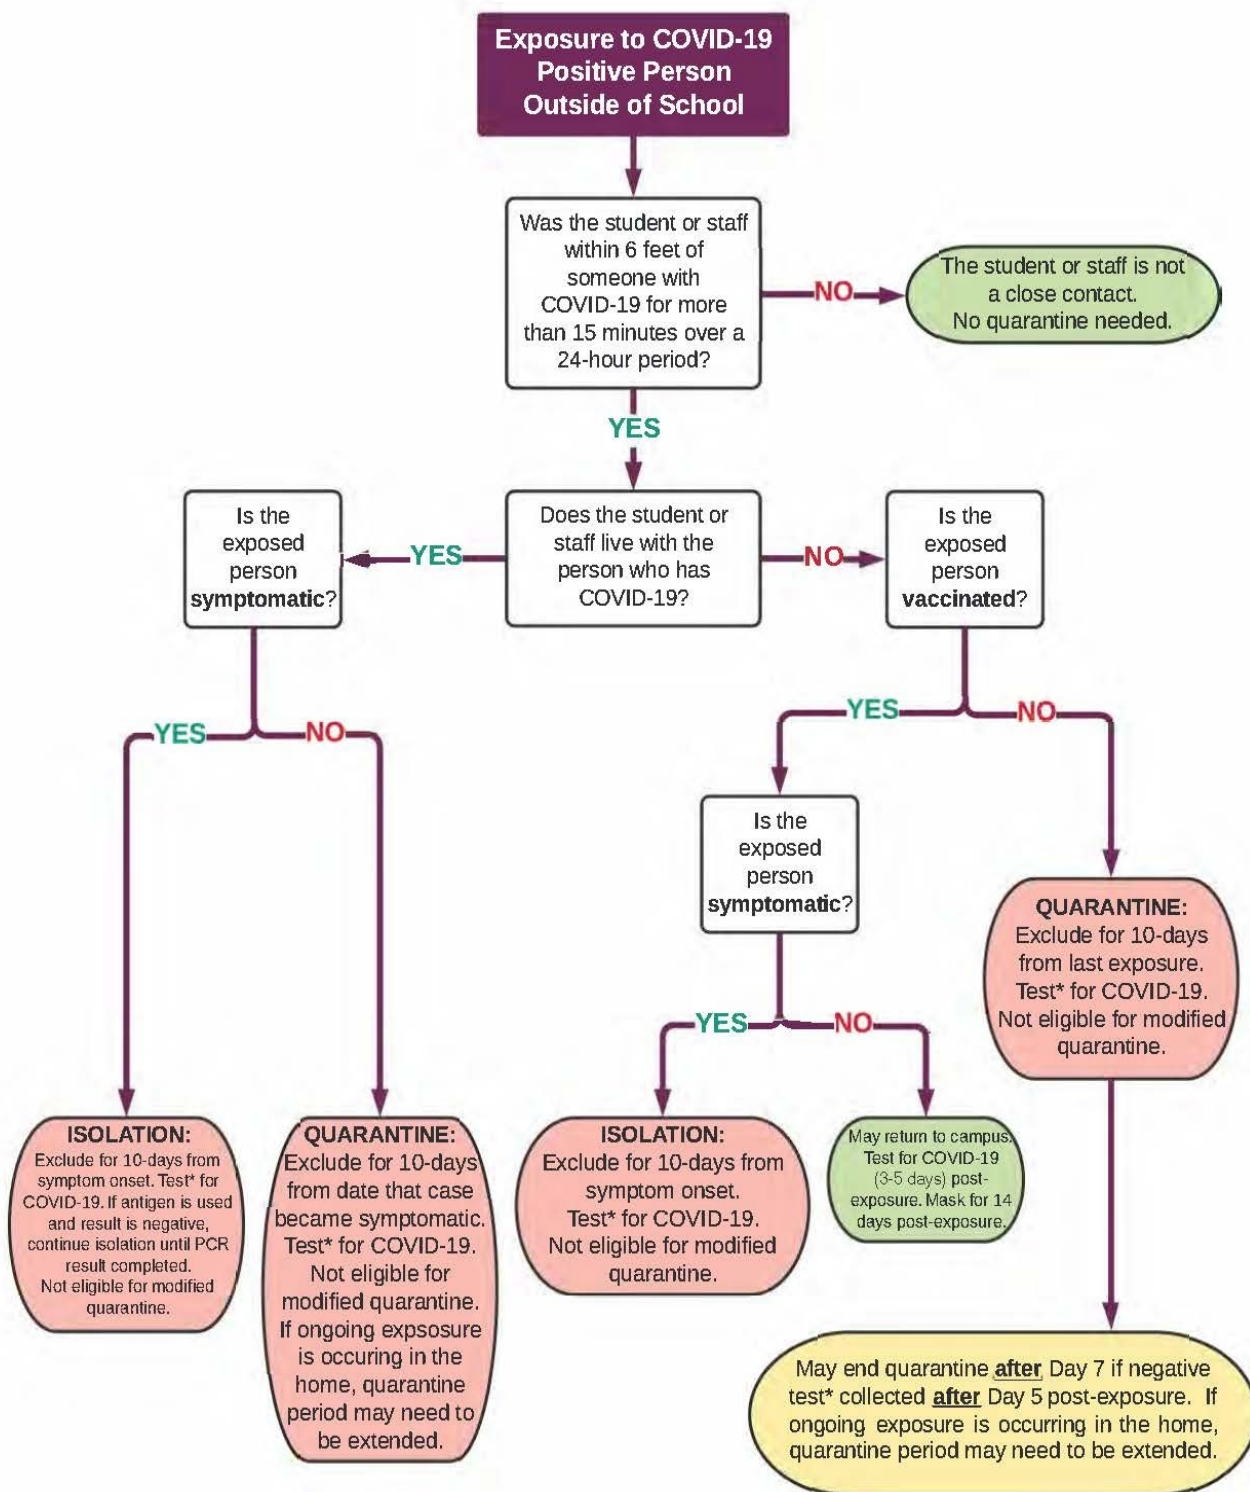 Exposure to COVID-19
Positive Person
Outside of School
Was the student or staff
within 6 feet of
someone with
COVID-19 for more
than 15 minutes over a
24-hour period?
NO
The student or staff is not
a close contact.
No quarantine needed.
YES
Is the
exposed
person
symptomatic?
YES
Does the student or
staff live with the
person who has
COVID-19?
NO
Is the
exposed
person
vaccinated?
YES
NO
YES
NO
Is the
exposed
person
symptomatic?
QUARANTINE:
Exclude for 10-days
from last exposure.
Test* for COVID-19.
Not eligible for modified
quarantine.
YES
NO
ISOLATION:
Exclude for 10-days from
symptom onset. Test* for
COVID-19. If antigen is used
and result is negative,
continue isolation until PCR
result completed.
Not eligible for modified
quarantine.
QUARANTINE:
Exclude for 10-days
from date that case
became symptomatic.
Test* for COVID-19.
Not eligible for
modified quarantine.
If ongoing expsosure
is occuring in the
home, quarantine
period may need to
be extended.
ISOLATION:
Exclude for 10-days from
symptom onset.
Test* for COVID-19.
Not eligible for modified
quarantine.
May return to campus.
Test for COVID-19
(3-5 days) post-
exposure. Mask for 14
days post-exposure.
May end quarantine after Day 7 if negative
test* collected after Day 5 post-exposure. If
ongoing exposure is occurring in the home,
quarantine period may need to be extended.